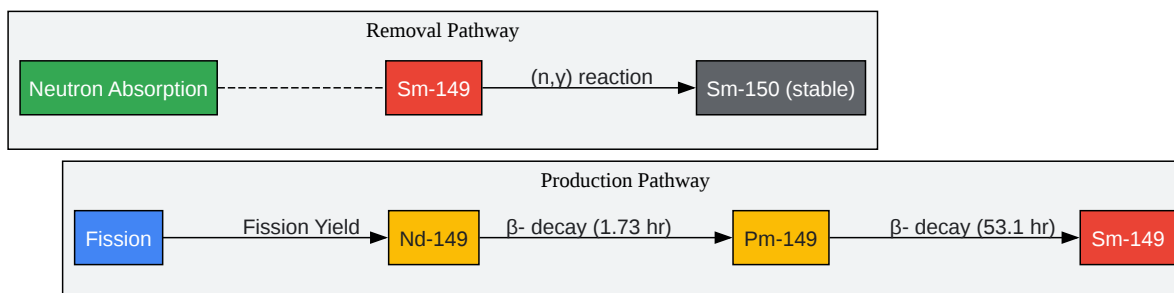 Removal Pathway
Neutron Absorption
Sm-149
(n,γ) reaction
Sm-150 (stable)
Production Pathway
Fission
Fission Yield
Nd-149
β- decay (1.73 hr)
Pm-149
β- decay (53.1 hr)
Sm-149